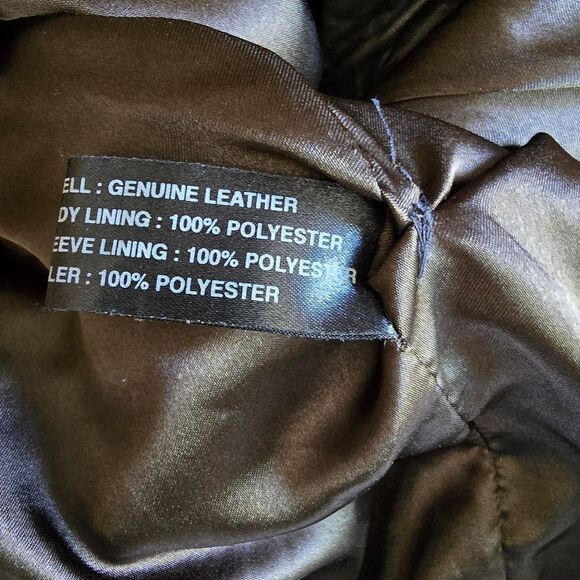 ELL : GENUINE LEATHER
DY LINING : 100% POLYESTER
EEVE LINING : 100% POLYESTER
LER : 100% POLYESTER